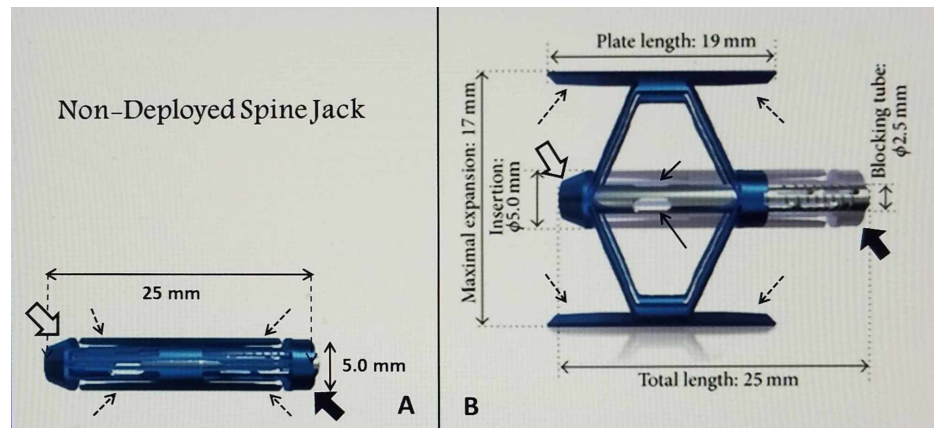 Non-Deployed Spine Jack
25 mm
5.0 mm
A
Plate length: 19 mm
Maximal expansion: 17 mm
Insertion:
ϕ5.0 mm
Blocking tube:
ϕ2.5 mm
Total length: 25 mm
B